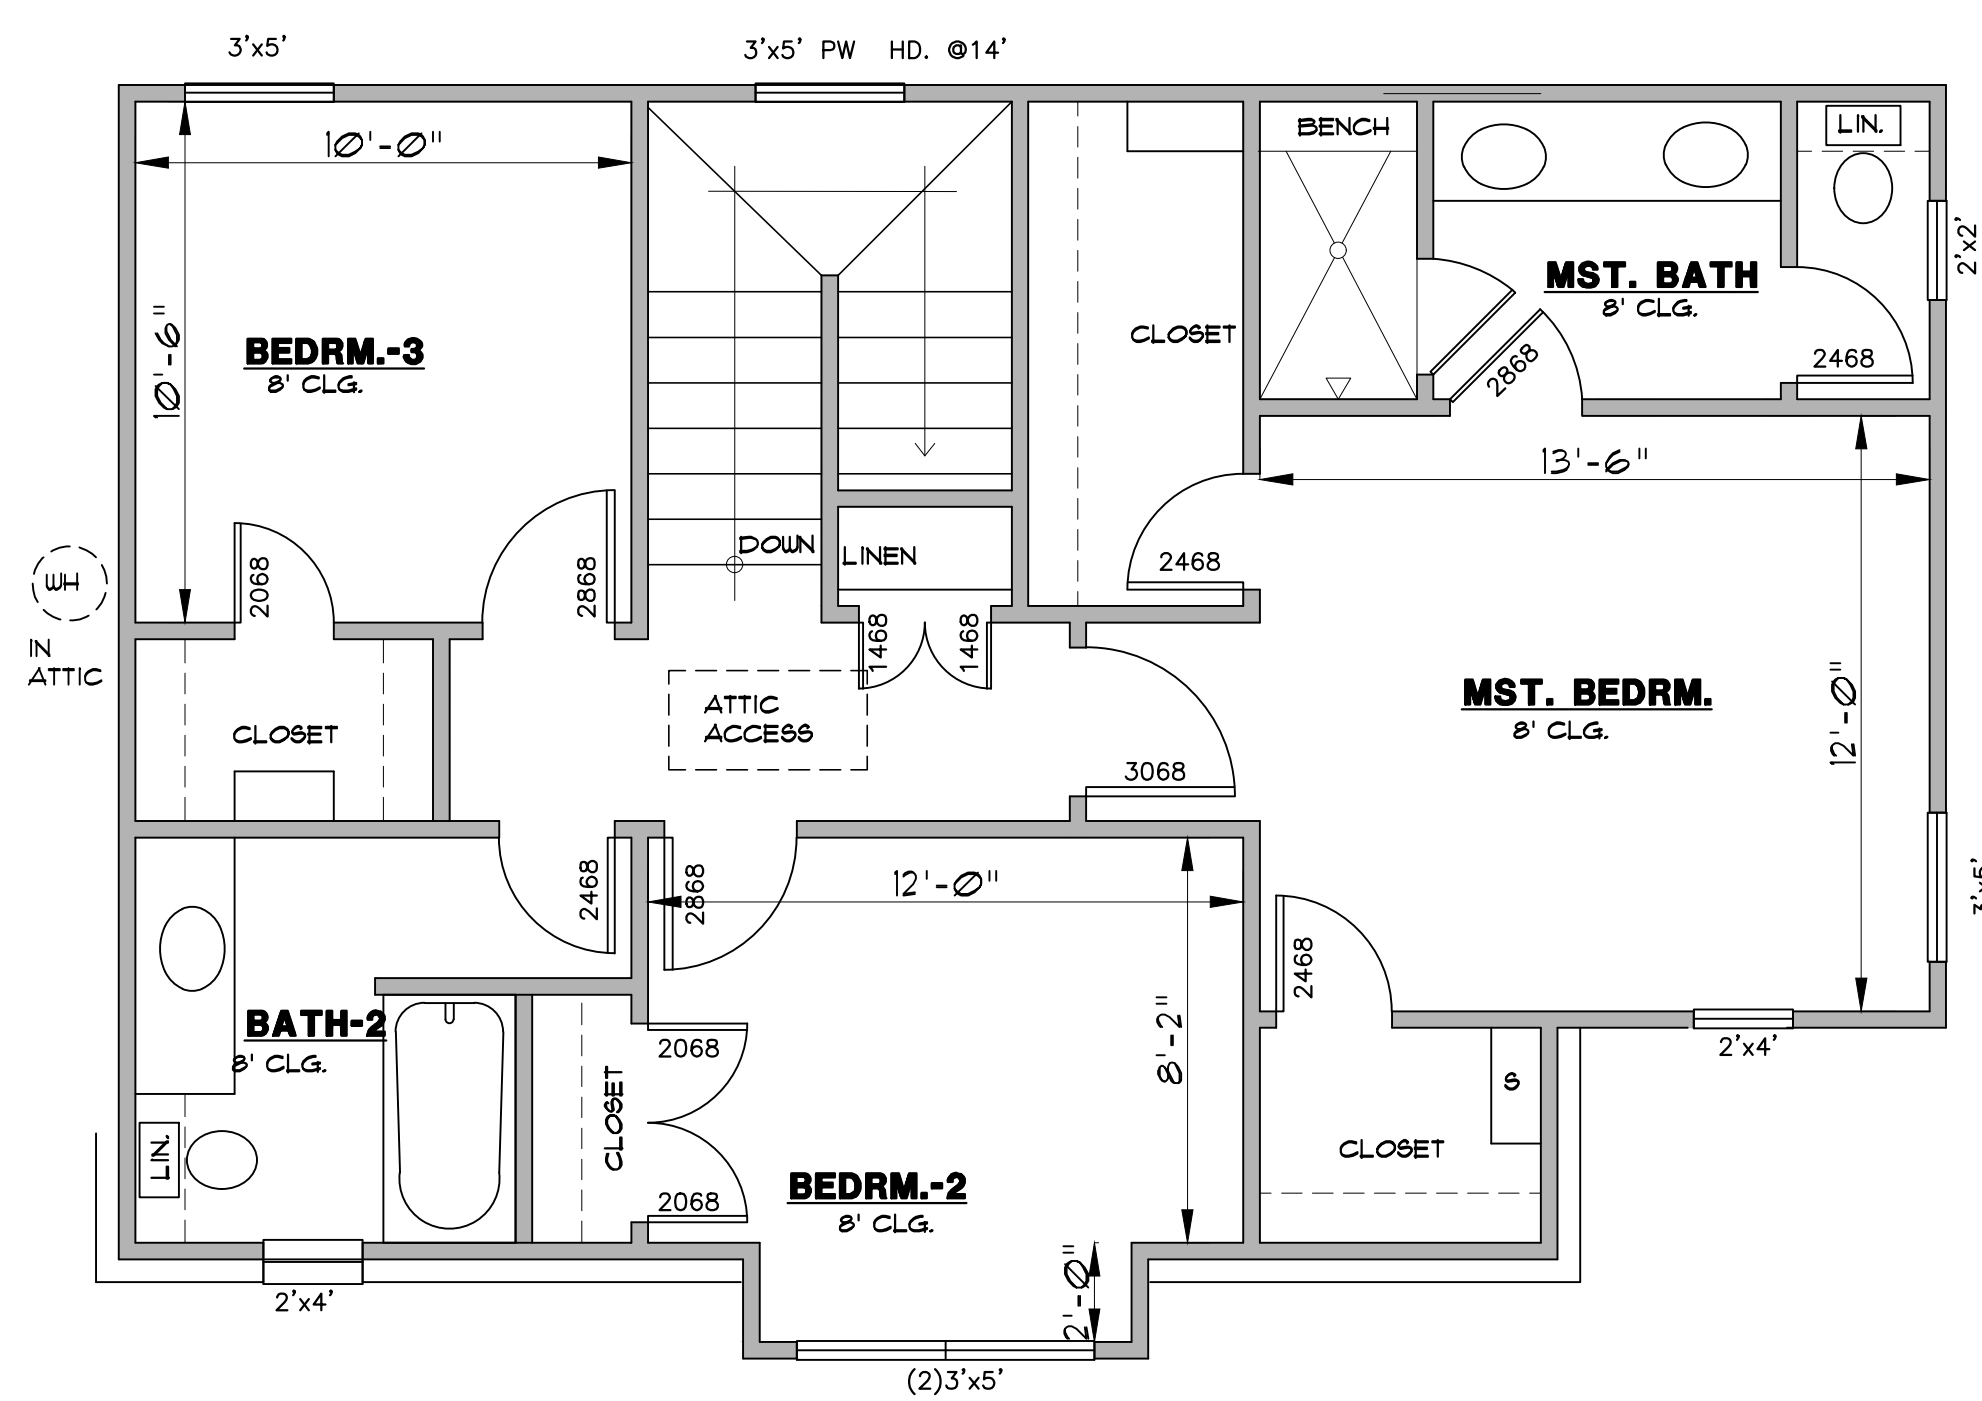 3'x5'
3'x5' PW HD. @14'
10'-0"
BENCH
LIN.
2'x2'
MST. BATH
8' CLG.
10'-6"
BEDRM.-3
8' CLG.
CLOSET
2868
2468
13'-6"
DOWN
LINEN
2468
2068
2868
WH
IN
ATTIC
1468
1468
ATTIC
ACCESS
CLOSET
MST. BEDRM.
8' CLG.
12'-0"
3068
2468
2868
12'-0"
3'x5'
2468
BATH-2
8' CLG.
2068
CLOSET
8'-2"
2'x4'
S
LIN.
CLOSET
BEDRM.-2
8' CLG.
2068
2'-0"
2'x4'
(2)3'x5'